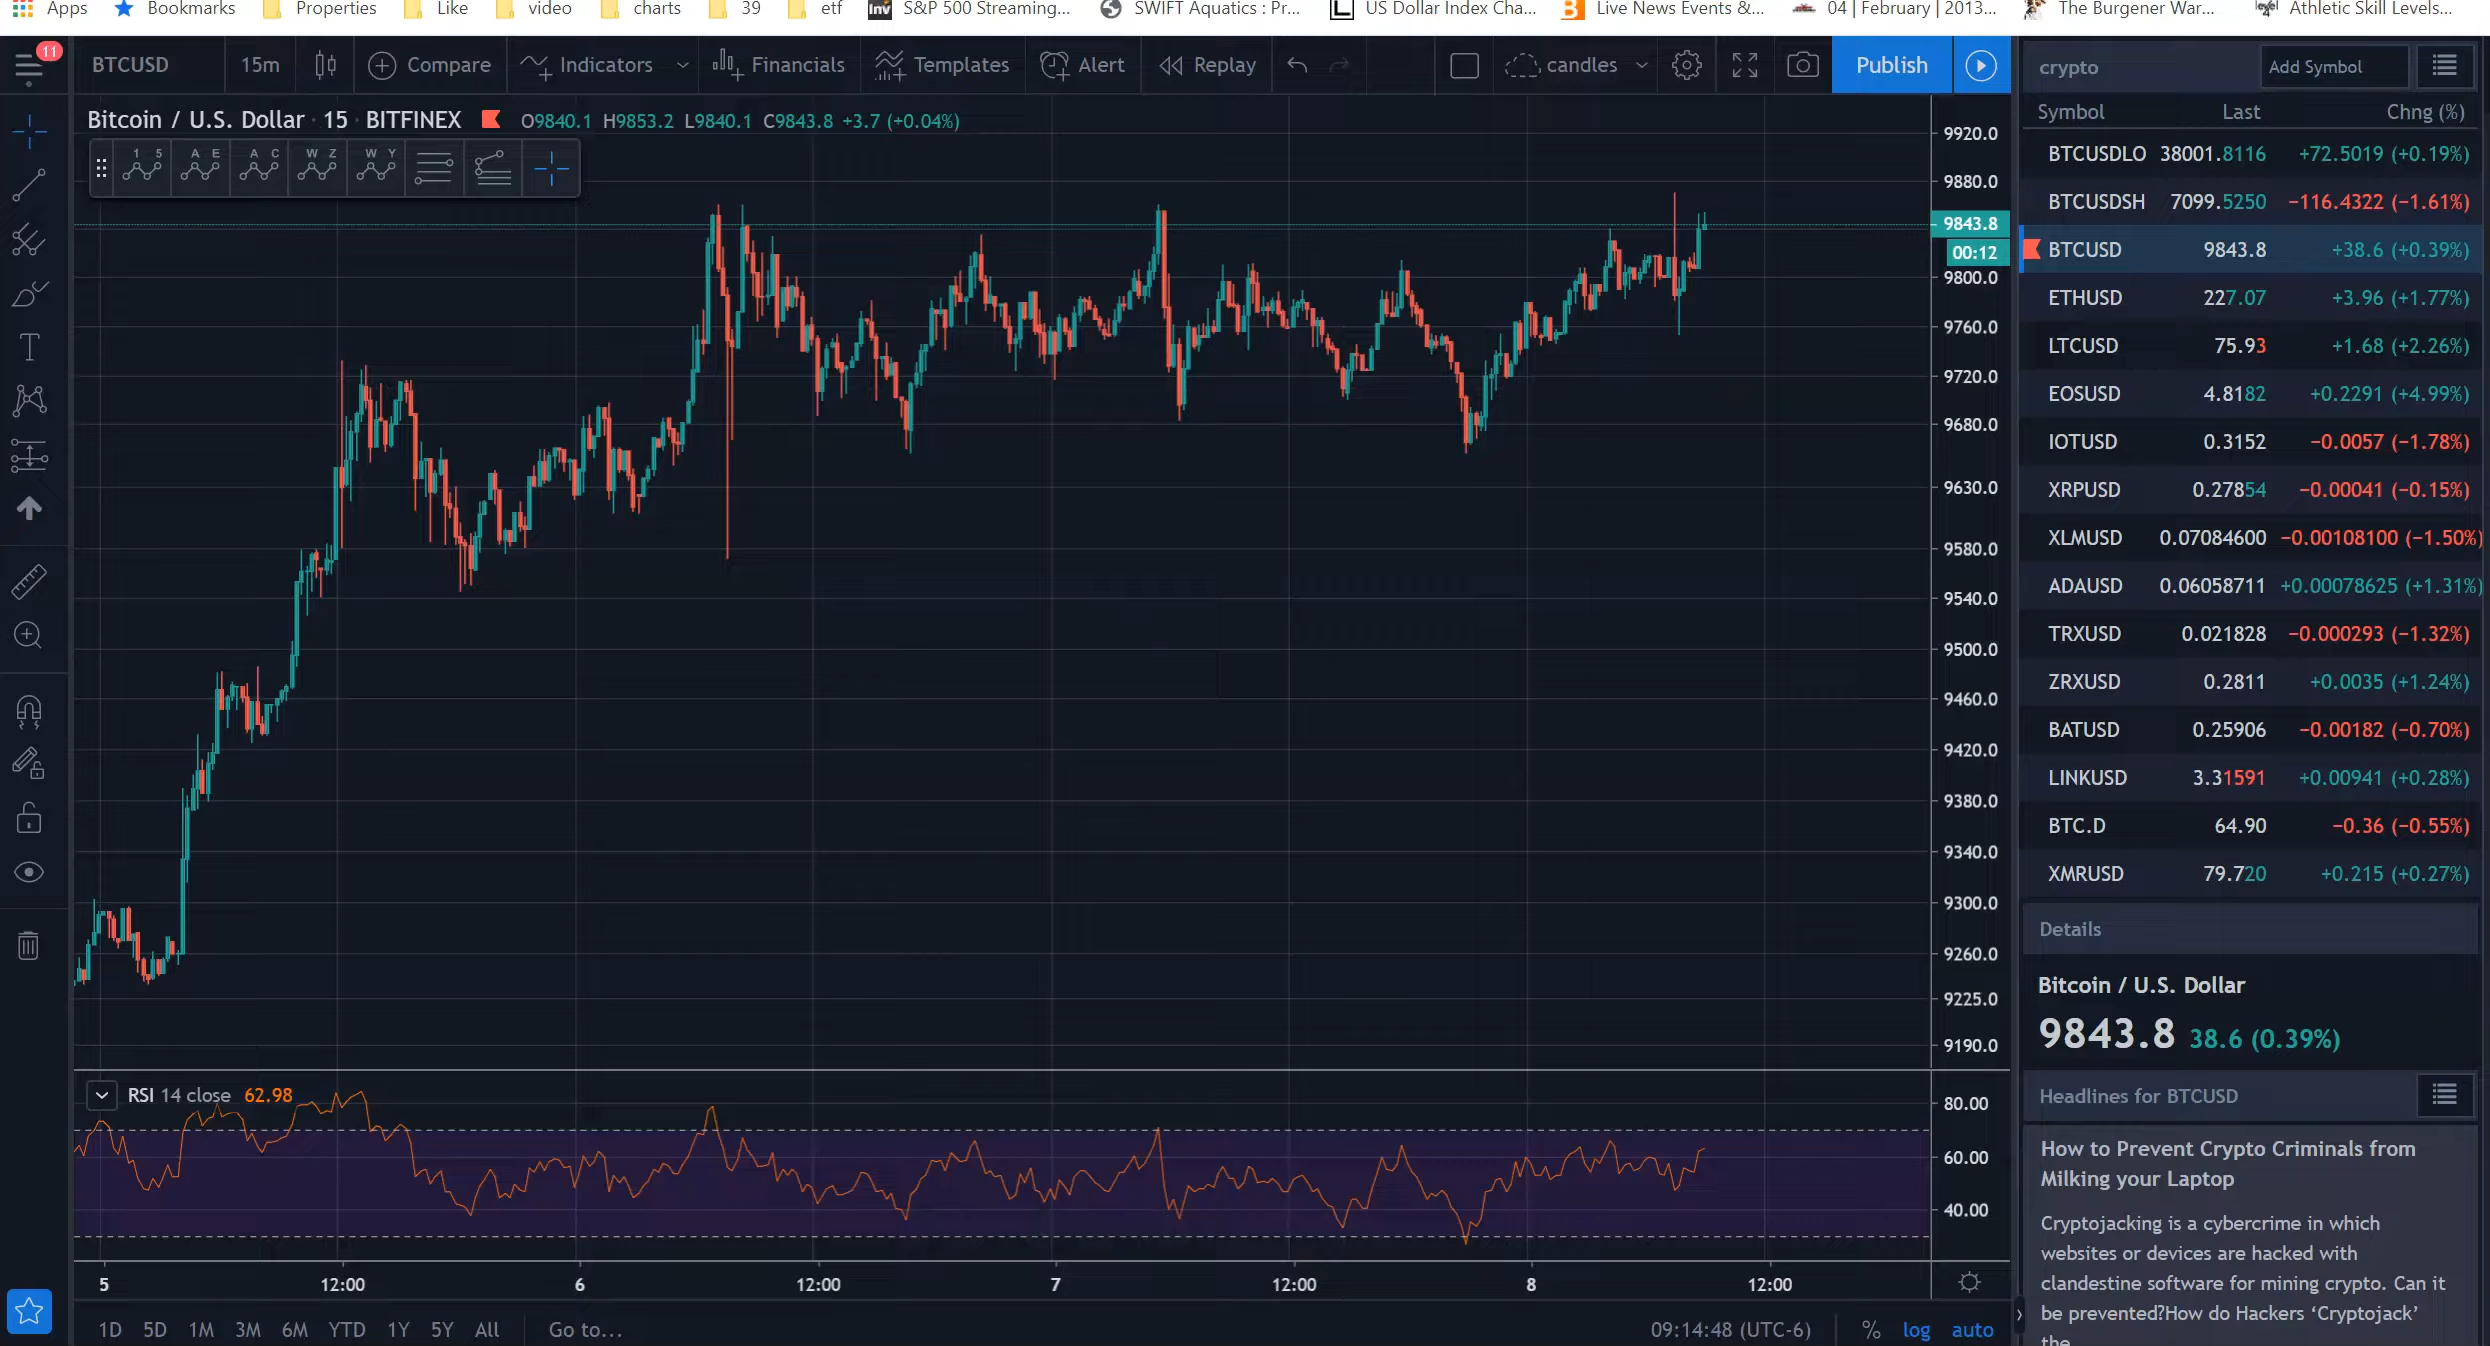 Apps Bookmarks Properties Like video charts 39 etf Inv S&P 500 Streaming... SWIFT Aquatics : Pr... US Dollar Index Cha... Live News Events &... 04 | February | 2013... The Burgener War... Athletic Skill Levels...
11
BTCUSD 15m Compare Indicators Financials Templates Alert Replay candles Publish
crypto Add Symbol
Bitcoin / U.S. Dollar · 15 · BITFINEX O9840.1 H9853.2 L9840.1 C9843.8 +3.7 (+0.04%)
1 5 A E A C W Z W Y
9920.0
9880.0
9843.8
00:12
9800.0
9760.0
9720.0
9680.0
9630.0
9580.0
9540.0
9500.0
9460.0
9420.0
9380.0
9340.0
9300.0
9260.0
9225.0
9190.0
RSI 14 close 62.98
80.00
60.00
40.00
5 12:00 6 12:00 7 12:00 8 12:00
1D 5D 1M 3M 6M YTD 1Y 5Y All Go to... 09:14:48 (UTC-6) % log auto
Symbol Last Chng (%)
BTCUSDLO 38001.8116 +72.5019 (+0.19%)
BTCUSDSH 7099.5250 −116.4322 (−1.61%)
BTCUSD 9843.8 +38.6 (+0.39%)
ETHUSD 227.07 +3.96 (+1.77%)
LTCUSD 75.93 +1.68 (+2.26%)
EOSUSD 4.8182 +0.2291 (+4.99%)
IOTUSD 0.3152 −0.0057 (−1.78%)
XRPUSD 0.27854 −0.00041 (−0.15%)
XLMUSD 0.07084600 −0.00108100 (−1.50%)
ADAUSD 0.06058711 +0.00078625 (+1.31%)
TRXUSD 0.021828 −0.000293 (−1.32%)
ZRXUSD 0.2811 +0.0035 (+1.24%)
BATUSD 0.25906 −0.00182 (−0.70%)
LINKUSD 3.31591 +0.00941 (+0.28%)
BTC.D 64.90 −0.36 (−0.55%)
XMRUSD 79.720 +0.215 (+0.27%)
Details
Bitcoin / U.S. Dollar
9843.8 38.6 (0.39%)
Headlines for BTCUSD
How to Prevent Crypto Criminals from
Milking your Laptop
Cryptojacking is a cybercrime in which
websites or devices are hacked with
clandestine software for mining crypto. Can it
be prevented?How do Hackers ‘Cryptojack’
the